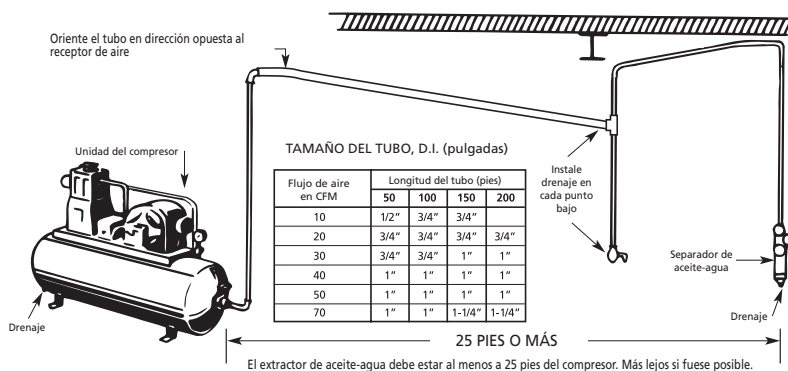 Oriente el tubo en dirección opuesta al
receptor de aire
Unidad del compresor
TAMAÑO DEL TUBO, D.I. (pulgadas)
Flujo de aire
en CFM
Longitud del tubo (pies)
50 100 150 200
10 1/2" 3/4" 3/4"
20 3/4" 3/4" 3/4" 3/4"
30 3/4" 3/4" 1" 1"
40 1" 1" 1" 1"
50 1" 1" 1" 1"
70 1" 1" 1-1/4" 1-1/4"
Instale
drenaje en
cada punto
bajo
Separador de
aceite-agua
Drenaje
Drenaje
25 PIES O MÁS
El extractor de aceite-agua debe estar al menos a 25 pies del compresor. Más lejos si fuese posible.